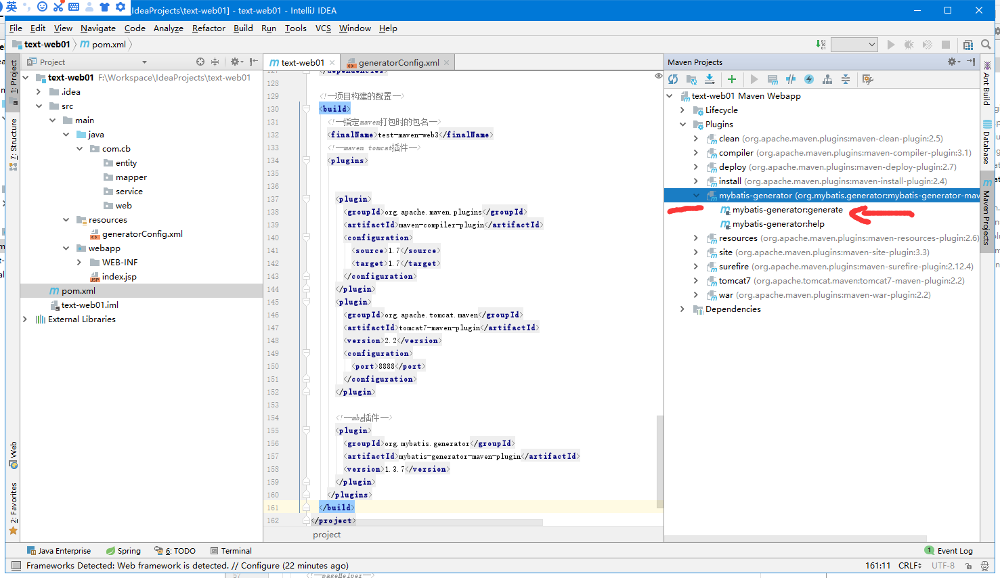 英
IdeaProjects\text-web01] - text-web01 - IntelliJ IDEA
File Edit View Navigate Code Analyze Refactor Build Run Tools VCS Window Help
text-web01 pom.xml
Project
text-web01 F:\Workspace\IdeaProjects\text-web01
.idea
src
main
java
com.cb
entity
mapper
service
web
resources
generatorConfig.xml
webapp
WEB-INF
index.jsp
pom.xml
text-web01.iml
External Libraries
1: Project
7: Structure
Web
2: Favorites
text-web01 generatorConfig.xml
127 </dependencies>
128
129 <!--项目构建的配置-->
130 <build>
131 <!--指定maven打包时的包名-->
132 <finalName>test-maven-web3</finalName>
133 <!--maven tomcat插件-->
134 <plugins>
135
136
137 <plugin>
138 <groupId>org.apache.maven.plugins</groupId>
139 <artifactId>maven-compiler-plugin</artifactId>
140 <configuration>
141 <source>1.7</source>
142 <target>1.7</target>
143 </configuration>
144 </plugin>
145 <plugin>
146 <groupId>org.apache.tomcat.maven</groupId>
147 <artifactId>tomcat7-maven-plugin</artifactId>
148 <version>2.2</version>
149 <configuration>
150 <port>8888</port>
151 </configuration>
152 </plugin>
153
154 <!--mbg插件-->
155 <plugin>
156 <groupId>org.mybatis.generator</groupId>
157 <artifactId>mybatis-generator-maven-plugin</artifactId>
158 <version>1.3.7</version>
159 </plugin>
160 </plugins>
161 </build>
162 </project>
project
Maven Projects
text-web01 Maven Webapp
Lifecycle
Plugins
clean (org.apache.maven.plugins:maven-clean-plugin:2.5)
compiler (org.apache.maven.plugins:maven-compiler-plugin:3.1)
deploy (org.apache.maven.plugins:maven-deploy-plugin:2.7)
install (org.apache.maven.plugins:maven-install-plugin:2.4)
mybatis-generator (org.mybatis.generator:mybatis-generator-mav
mybatis-generator:generate
mybatis-generator:help
resources (org.apache.maven.plugins:maven-resources-plugin:2.6)
site (org.apache.maven.plugins:maven-site-plugin:3.3)
surefire (org.apache.maven.plugins:maven-surefire-plugin:2.12.4)
tomcat7 (org.apache.tomcat.maven:tomcat7-maven-plugin:2.2)
war (org.apache.maven.plugins:maven-war-plugin:2.2)
Dependencies
Ant Build
Database
Maven Projects
Java Enterprise Spring 6: TODO Terminal 1 Event Log
Frameworks Detected: Web framework is detected. // Configure (22 minutes ago) 161:11 CRLF UTF-8
57 <!--pageHelper-->